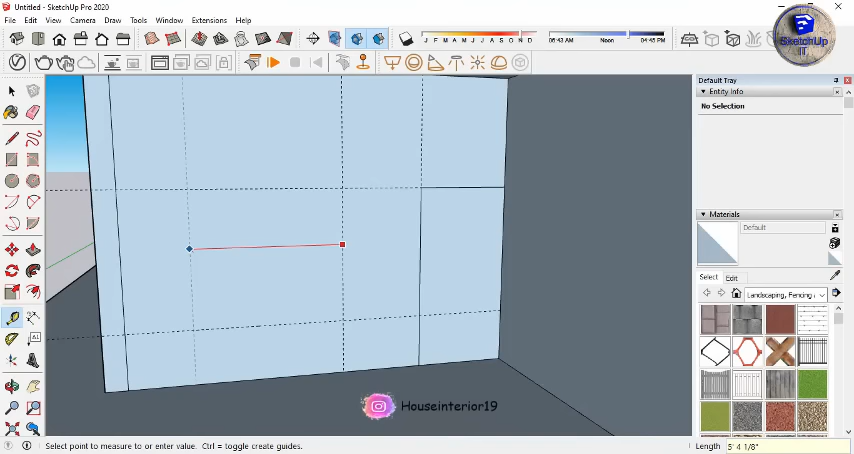 Untitled - SketchUp Pro 2020
File Edit View Camera Draw Tools Window Extensions Help
J F M A M J J A S O N D
06:43 AM Noon 04:45 PM
SketchUp
IT
Default Tray
Entity Info
No Selection
Materials
Default
Select Edit
Landscaping, Fencing a
A1
Houseinterior19
Select point to measure to or enter value. Ctrl = toggle create guides.
Length 5' 4 1/8"